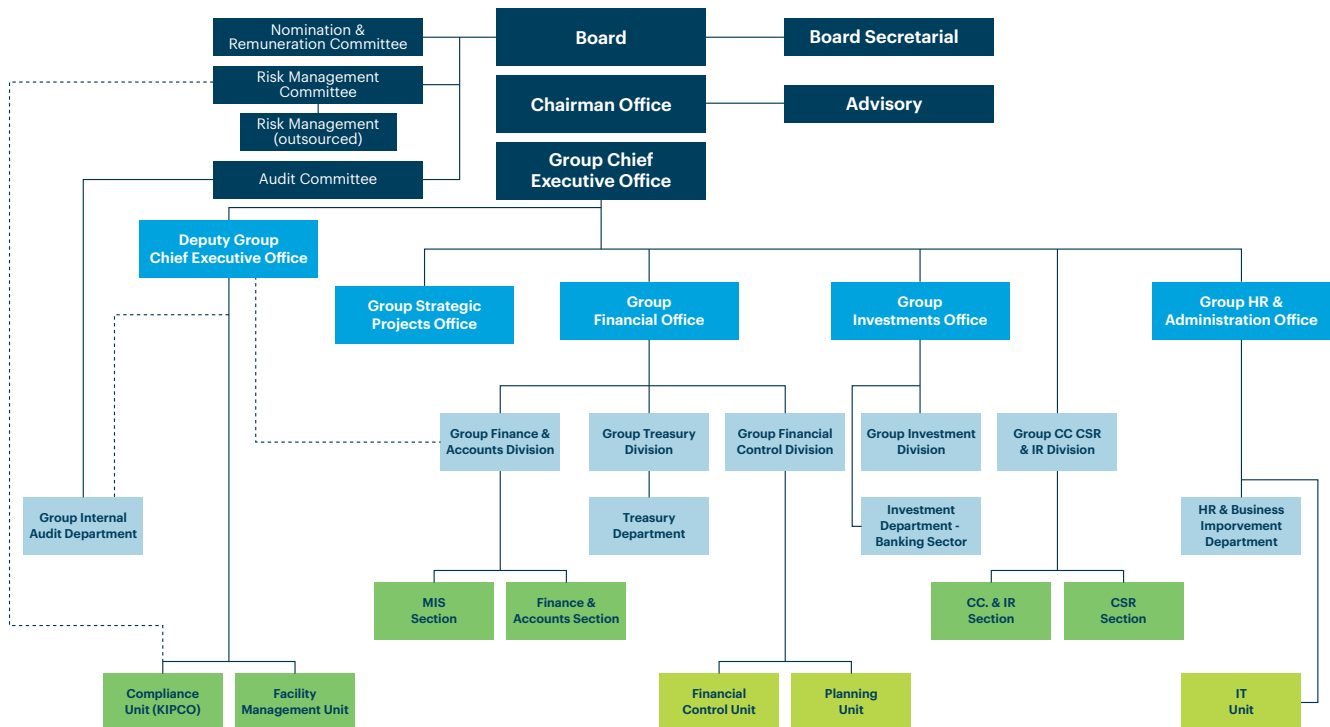 Nomination &
Remuneration Committee
Board
Board Secretarial
Risk Management
Committee
Chairman Office
Advisory
Risk Management
(outsourced)
Audit Committee
Group Chief
Executive Office
Deputy Group
Chief Executive Office
Group Strategic
Projects Office
Group
Financial Office
Group
Investments Office
Group HR &
Administration Office
Group Finance &
Accounts Division
Group Treasury
Division
Group Financial
Control Division
Group Investment
Division
Group CC CSR
& IR Division
Group Internal
Audit Department
Treasury
Department
Investment
Department -
Banking Sector
HR & Business
Imporvement
Department
MIS
Section
Finance &
Accounts Section
CC. & IR
Section
CSR
Section
Compliance
Unit (KIPCO)
Facility
Management Unit
Financial
Control Unit
Planning
Unit
IT
Unit